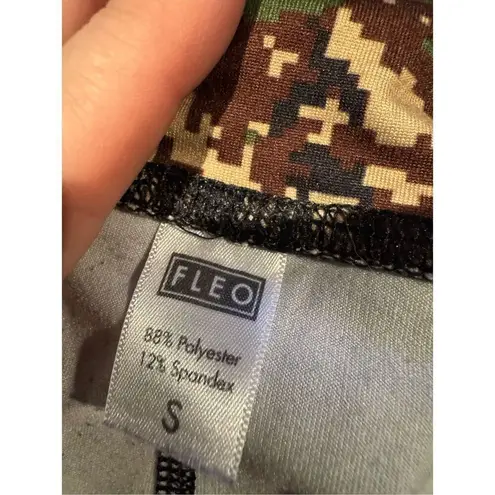 FLEO
88% Polyester
12% Spandex
S